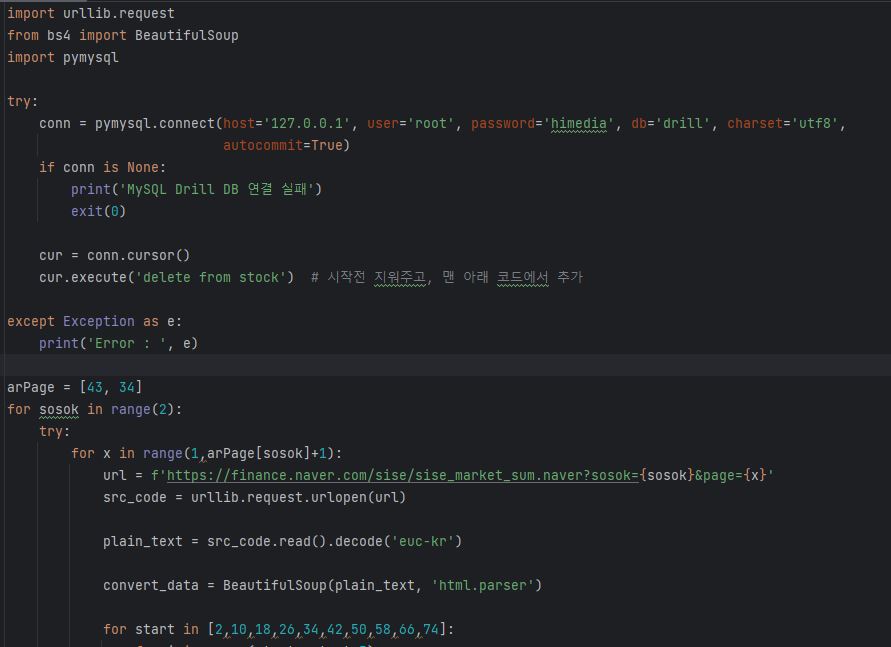 import urllib.request
from bs4 import BeautifulSoup
import pymysql
try:
conn = pymysql.connect(host='127.0.0.1', user='root', password='himedia', db='drill', charset='utf8',
autocommit=True)
if conn is None:
print('MySQL Drill DB 연결 실패')
exit(0)
cur = conn.cursor()
cur.execute('delete from stock')  # 시작전 지워주고, 맨 아래 코드에서 추가
except Exception as e:
print('Error : ', e)
arPage = [43, 34]
for sosok in range(2):
try:
for x in range(1,arPage[sosok]+1):
url = f'https://finance.naver.com/sise/sise_market_sum.naver?sosok={sosok}&page={x}'
src_code = urllib.request.urlopen(url)
plain_text = src_code.read().decode('euc-kr')
convert_data = BeautifulSoup(plain_text, 'html.parser')
for start in [2,10,18,26,34,42,50,58,66,74]: